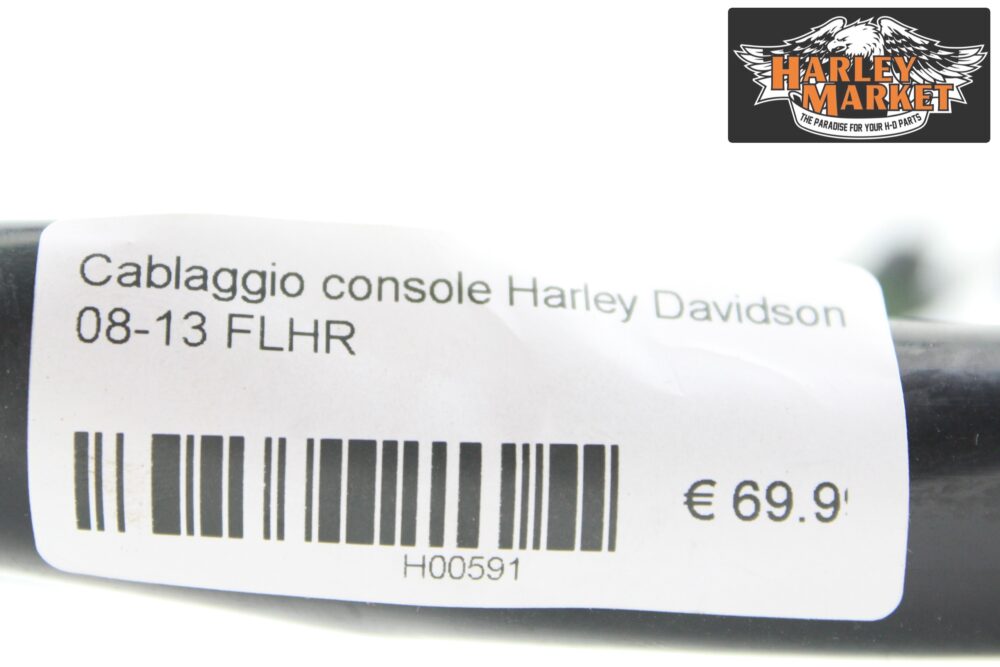 HARLEY
MARKET
THE PARADISE FOR YOUR H-D PARTS
Cablaggio console Harley Davidson
08-13 FLHR
€ 69.9
H00591